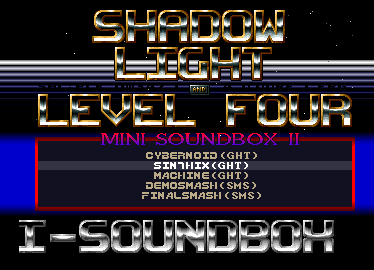 SHADOW
LIGHT
AND
LEVEL FOUR
MINI SOUNDBOX II
CYBERNOID(GHT)
SINTHIX(GHT)
MACHINE(GHT)
DEMOSMASH(SMS)
FINALSMASH(SMS)
I-SOUNDBOX